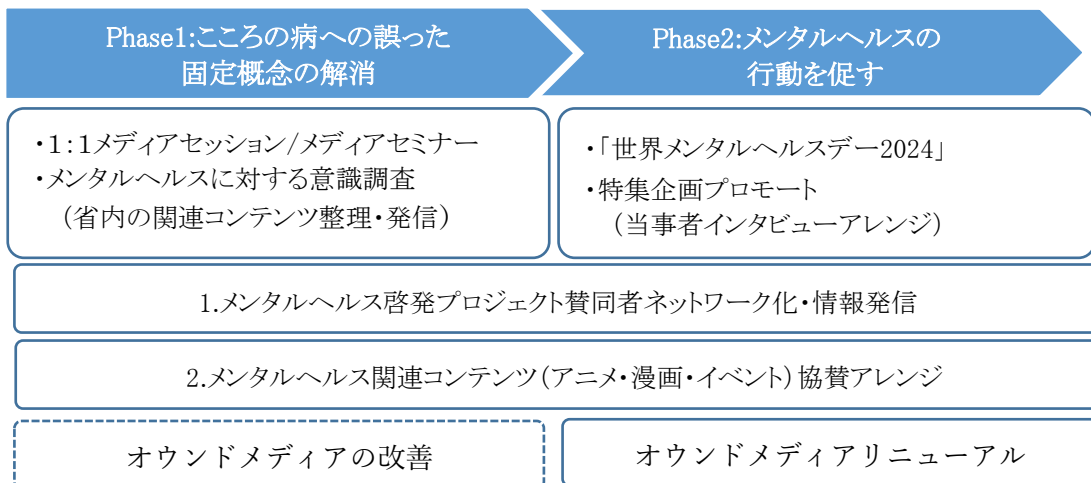 Phase1:こころの病への誤った
固定概念の解消
Phase2:メンタルヘルスの
行動を促す
・1:1メディアセッション/メディアセミナー
・メンタルヘルスに対する意識調査
（省内の関連コンテンツ整理・発信）
・「世界メンタルヘルスデー2024」
・特集企画プロモート
（当事者インタビューアレンジ）
1.メンタルヘルス啓発プロジェクト賛同者ネットワーク化・情報発信
2.メンタルヘルス関連コンテンツ（アニメ・漫画・イベント）協賛アレンジ
オウンドメディアの改善
オウンドメディアリニューアル